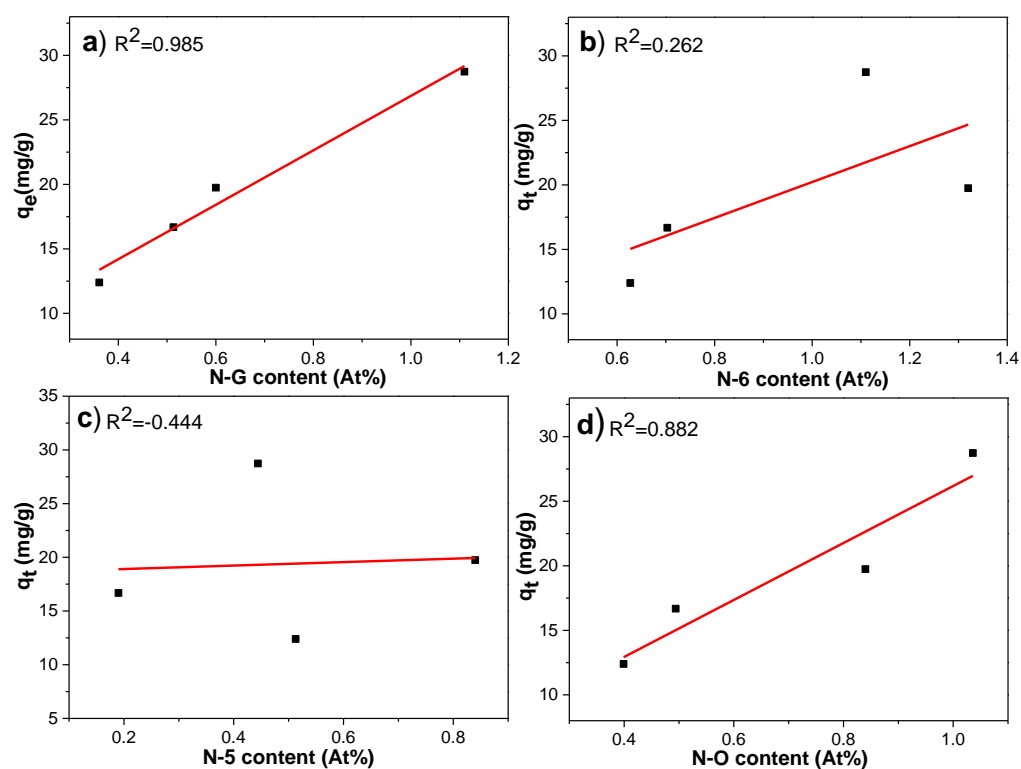 a) R²=0.985
30
25
20
15
10
qₑ(mg/g)
0.4 0.6 0.8 1.0 1.2
N-G content (At%)
b) R²=0.262
30
25
20
15
10
qₜ (mg/g)
0.6 0.8 1.0 1.2 1.4
N-6 content (At%)
c) R²=-0.444
35
30
25
20
15
10
5
qₜ (mg/g)
0.2 0.4 0.6 0.8
N-5 content (At%)
d) R²=0.882
30
25
20
15
10
qₜ (mg/g)
0.4 0.6 0.8 1.0
N-O content (At%)